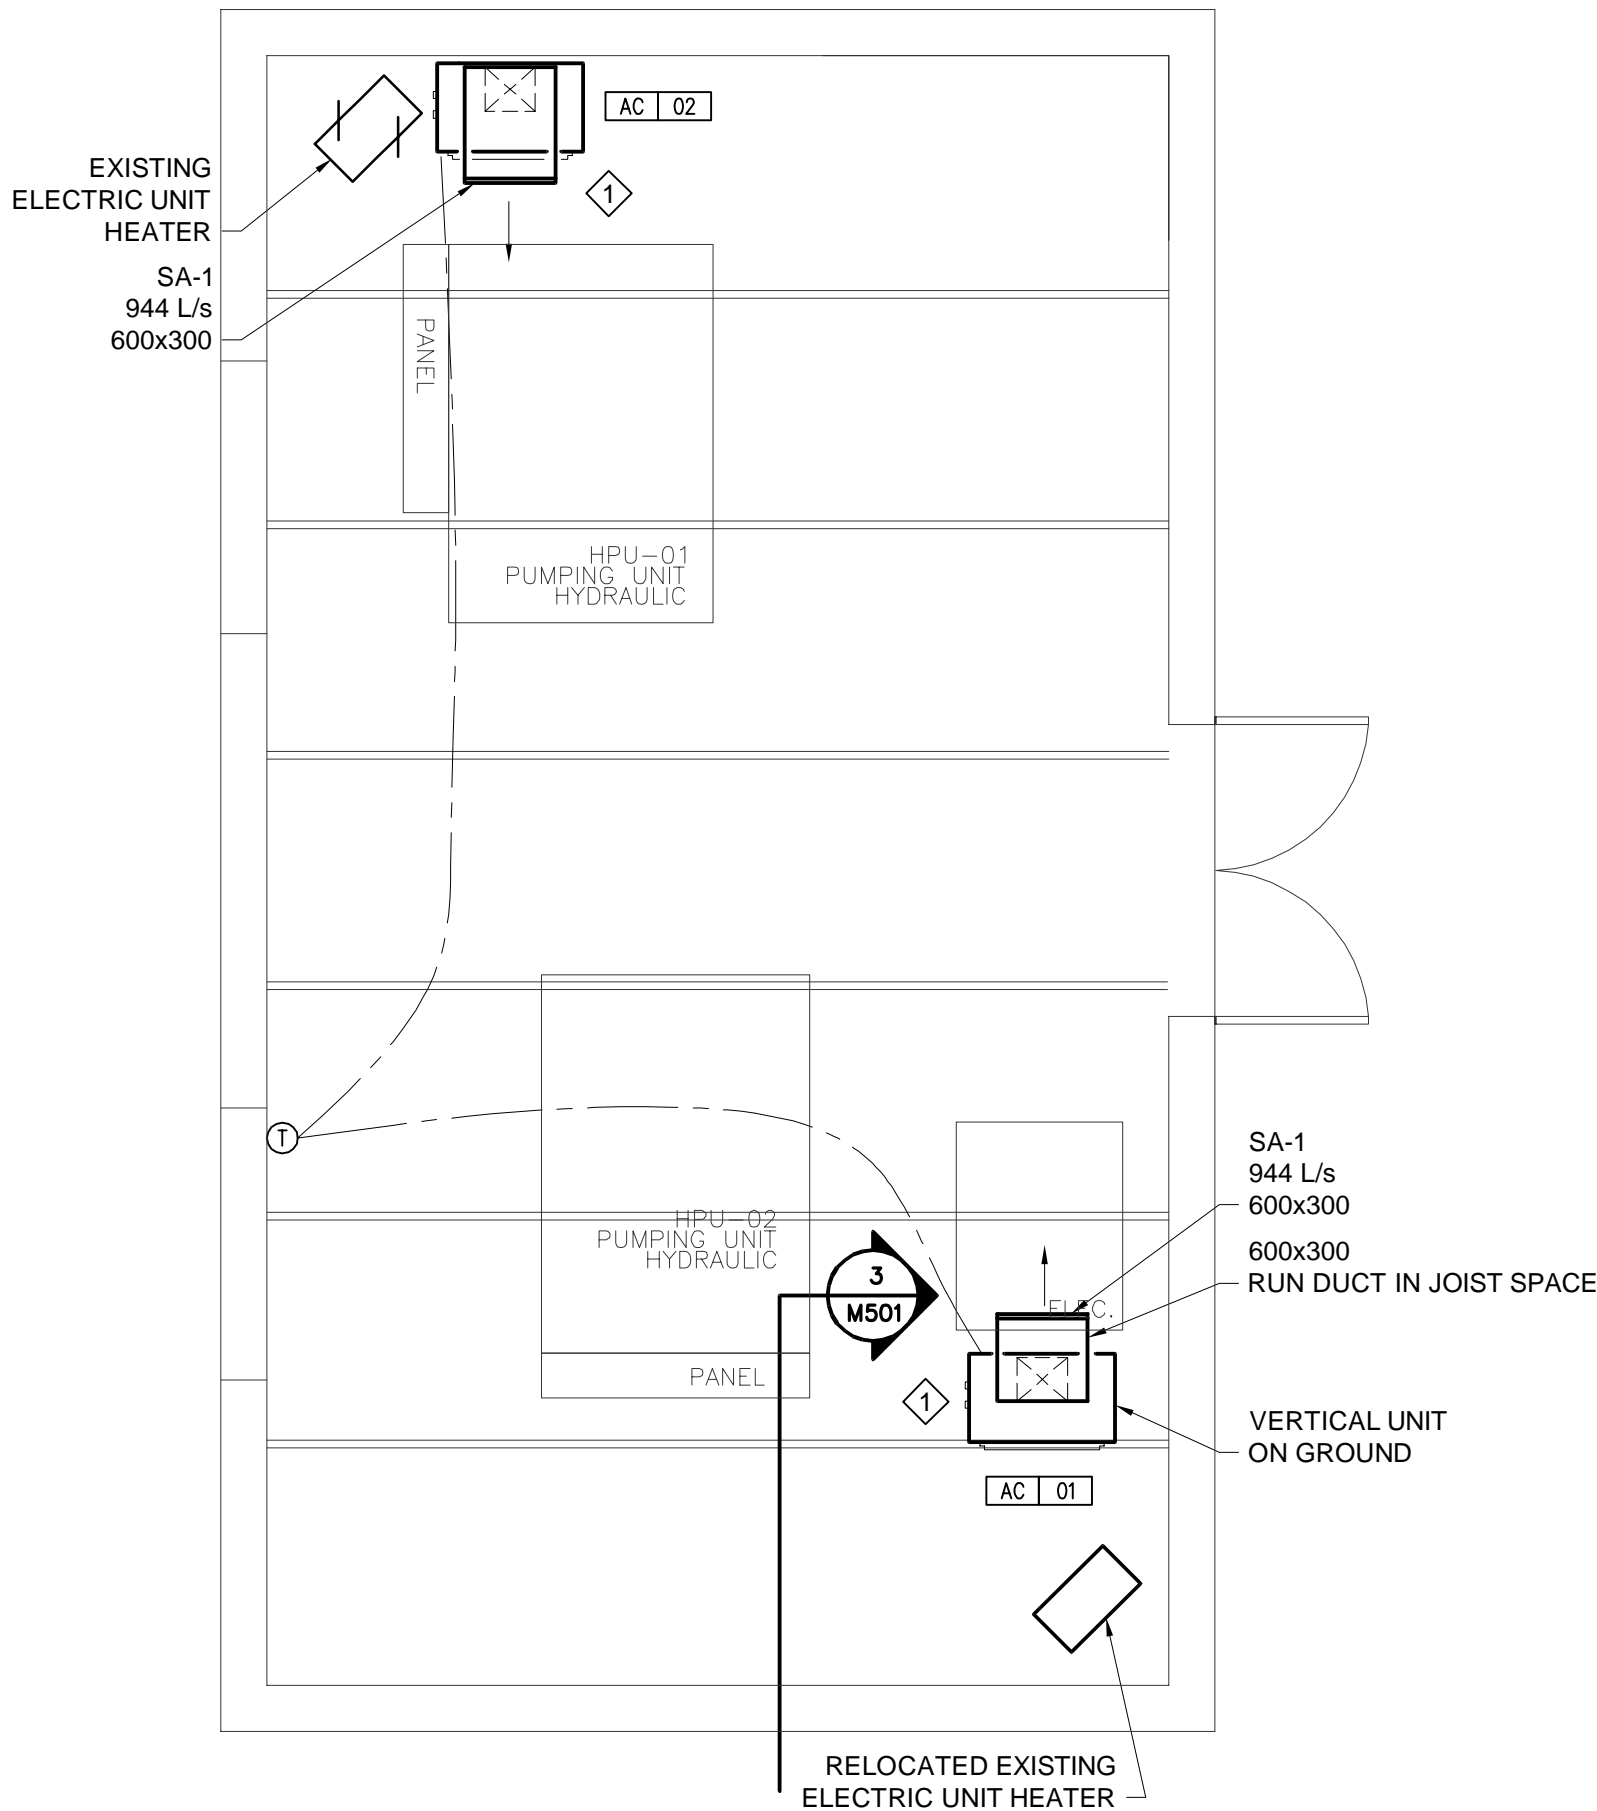 AC 02
EXISTING
ELECTRIC UNIT
HEATER
1
SA-1
944 L/s
600x300
PANEL
HPU-01
PUMPING UNIT
HYDRAULIC
T
SA-1
944 L/s
600x300
HPU-02
PUMPING UNIT
HYDRAULIC
3
M501
600x300
RUN DUCT IN JOIST SPACE
ELEC.
PANEL
1
VERTICAL UNIT
ON GROUND
AC 01
RELOCATED EXISTING
ELECTRIC UNIT HEATER